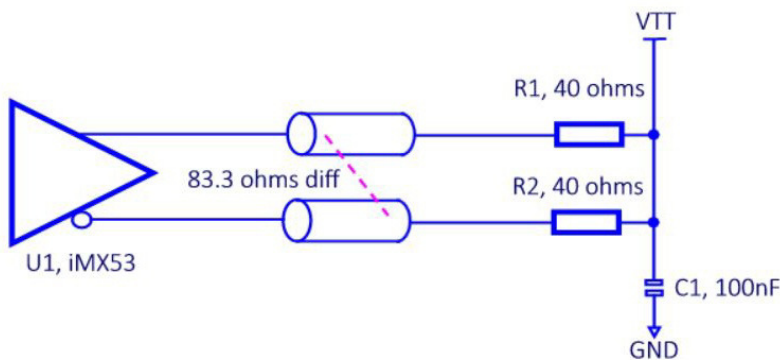 VTT
R1, 40 ohms
83.3 ohms diff
R2, 40 ohms
U1, iMX53
C1, 100nF
GND